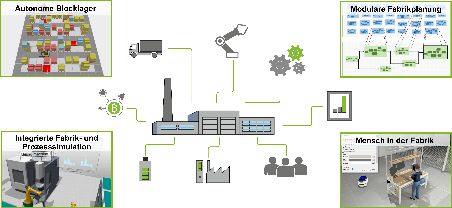 Autonome Blocklager
Modulare Fabrikplanung
Integrierte Fabrik- und
Prozesssimulation
Mensch in der Fabrik